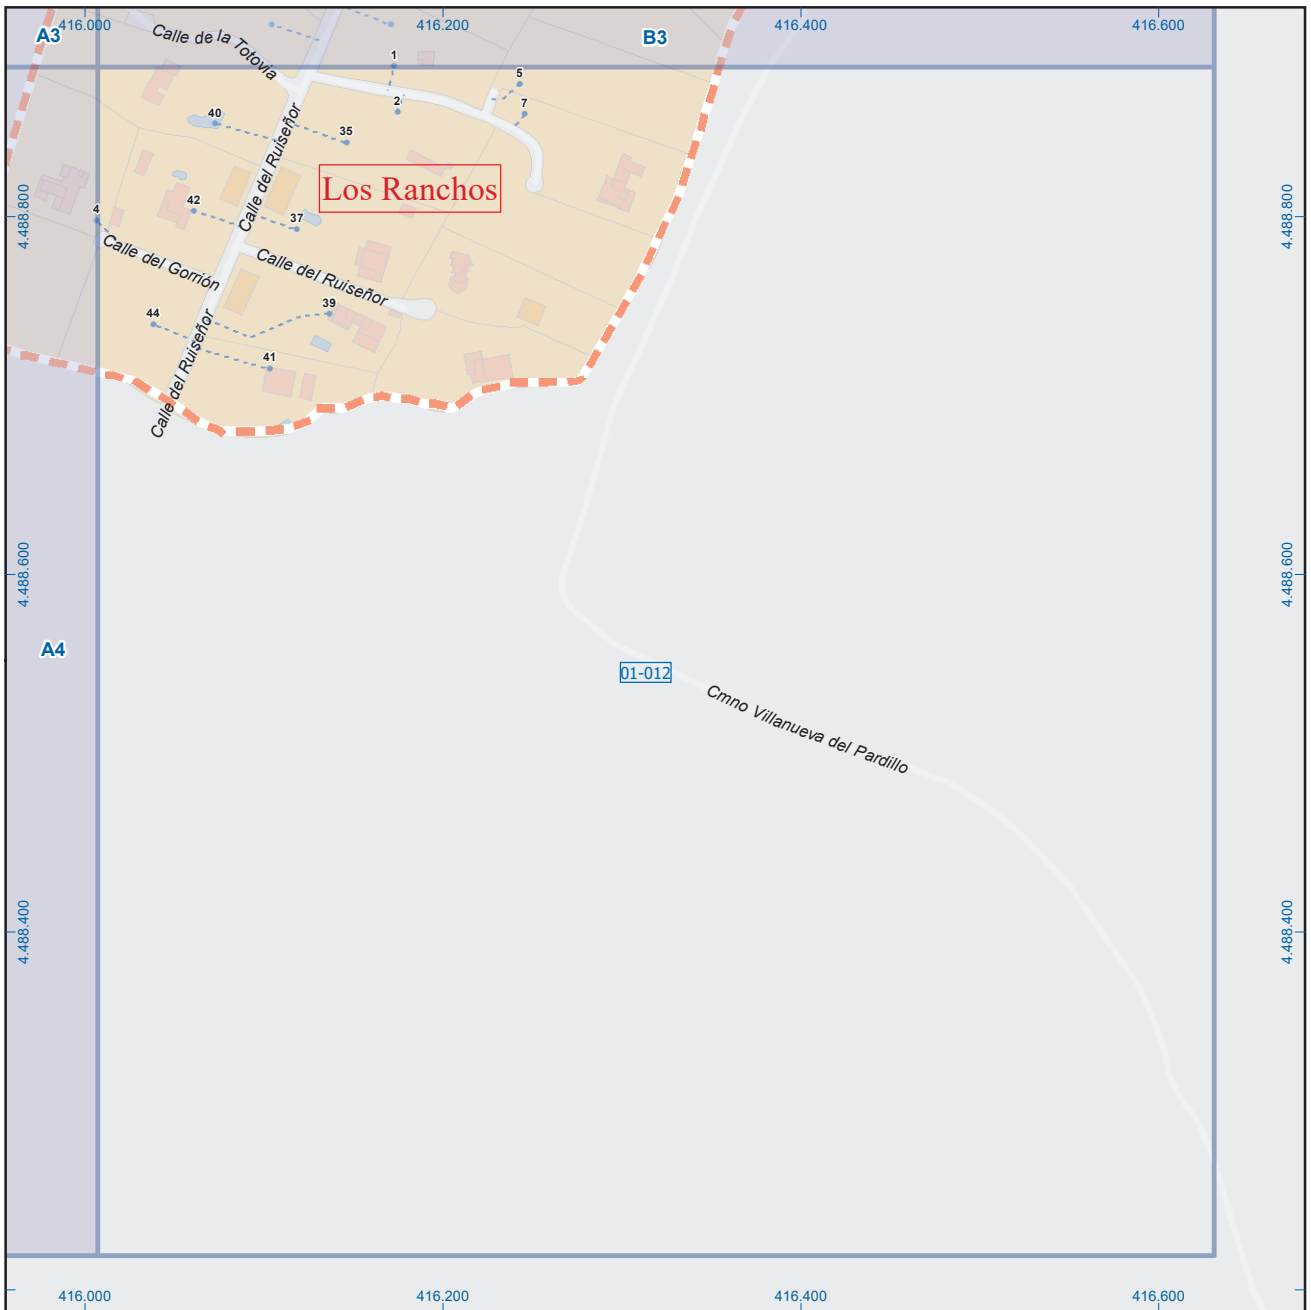 416.000
416.200
416.400
416.600
A3
B3
Calle de la Totovia
1
5
2
7
40
35
Calle del Ruiseñor
Los Ranchos
4.488.800
4.488.800
42
37
4
Calle del Gorrión
Calle del Ruiseñor
44
39
Calle del Ruiseñor
41
4.488.600
4.488.600
A4
01-012
Cmno Villanueva del Pardillo
4.488.400
4.488.400
416.000
416.200
416.400
416.600